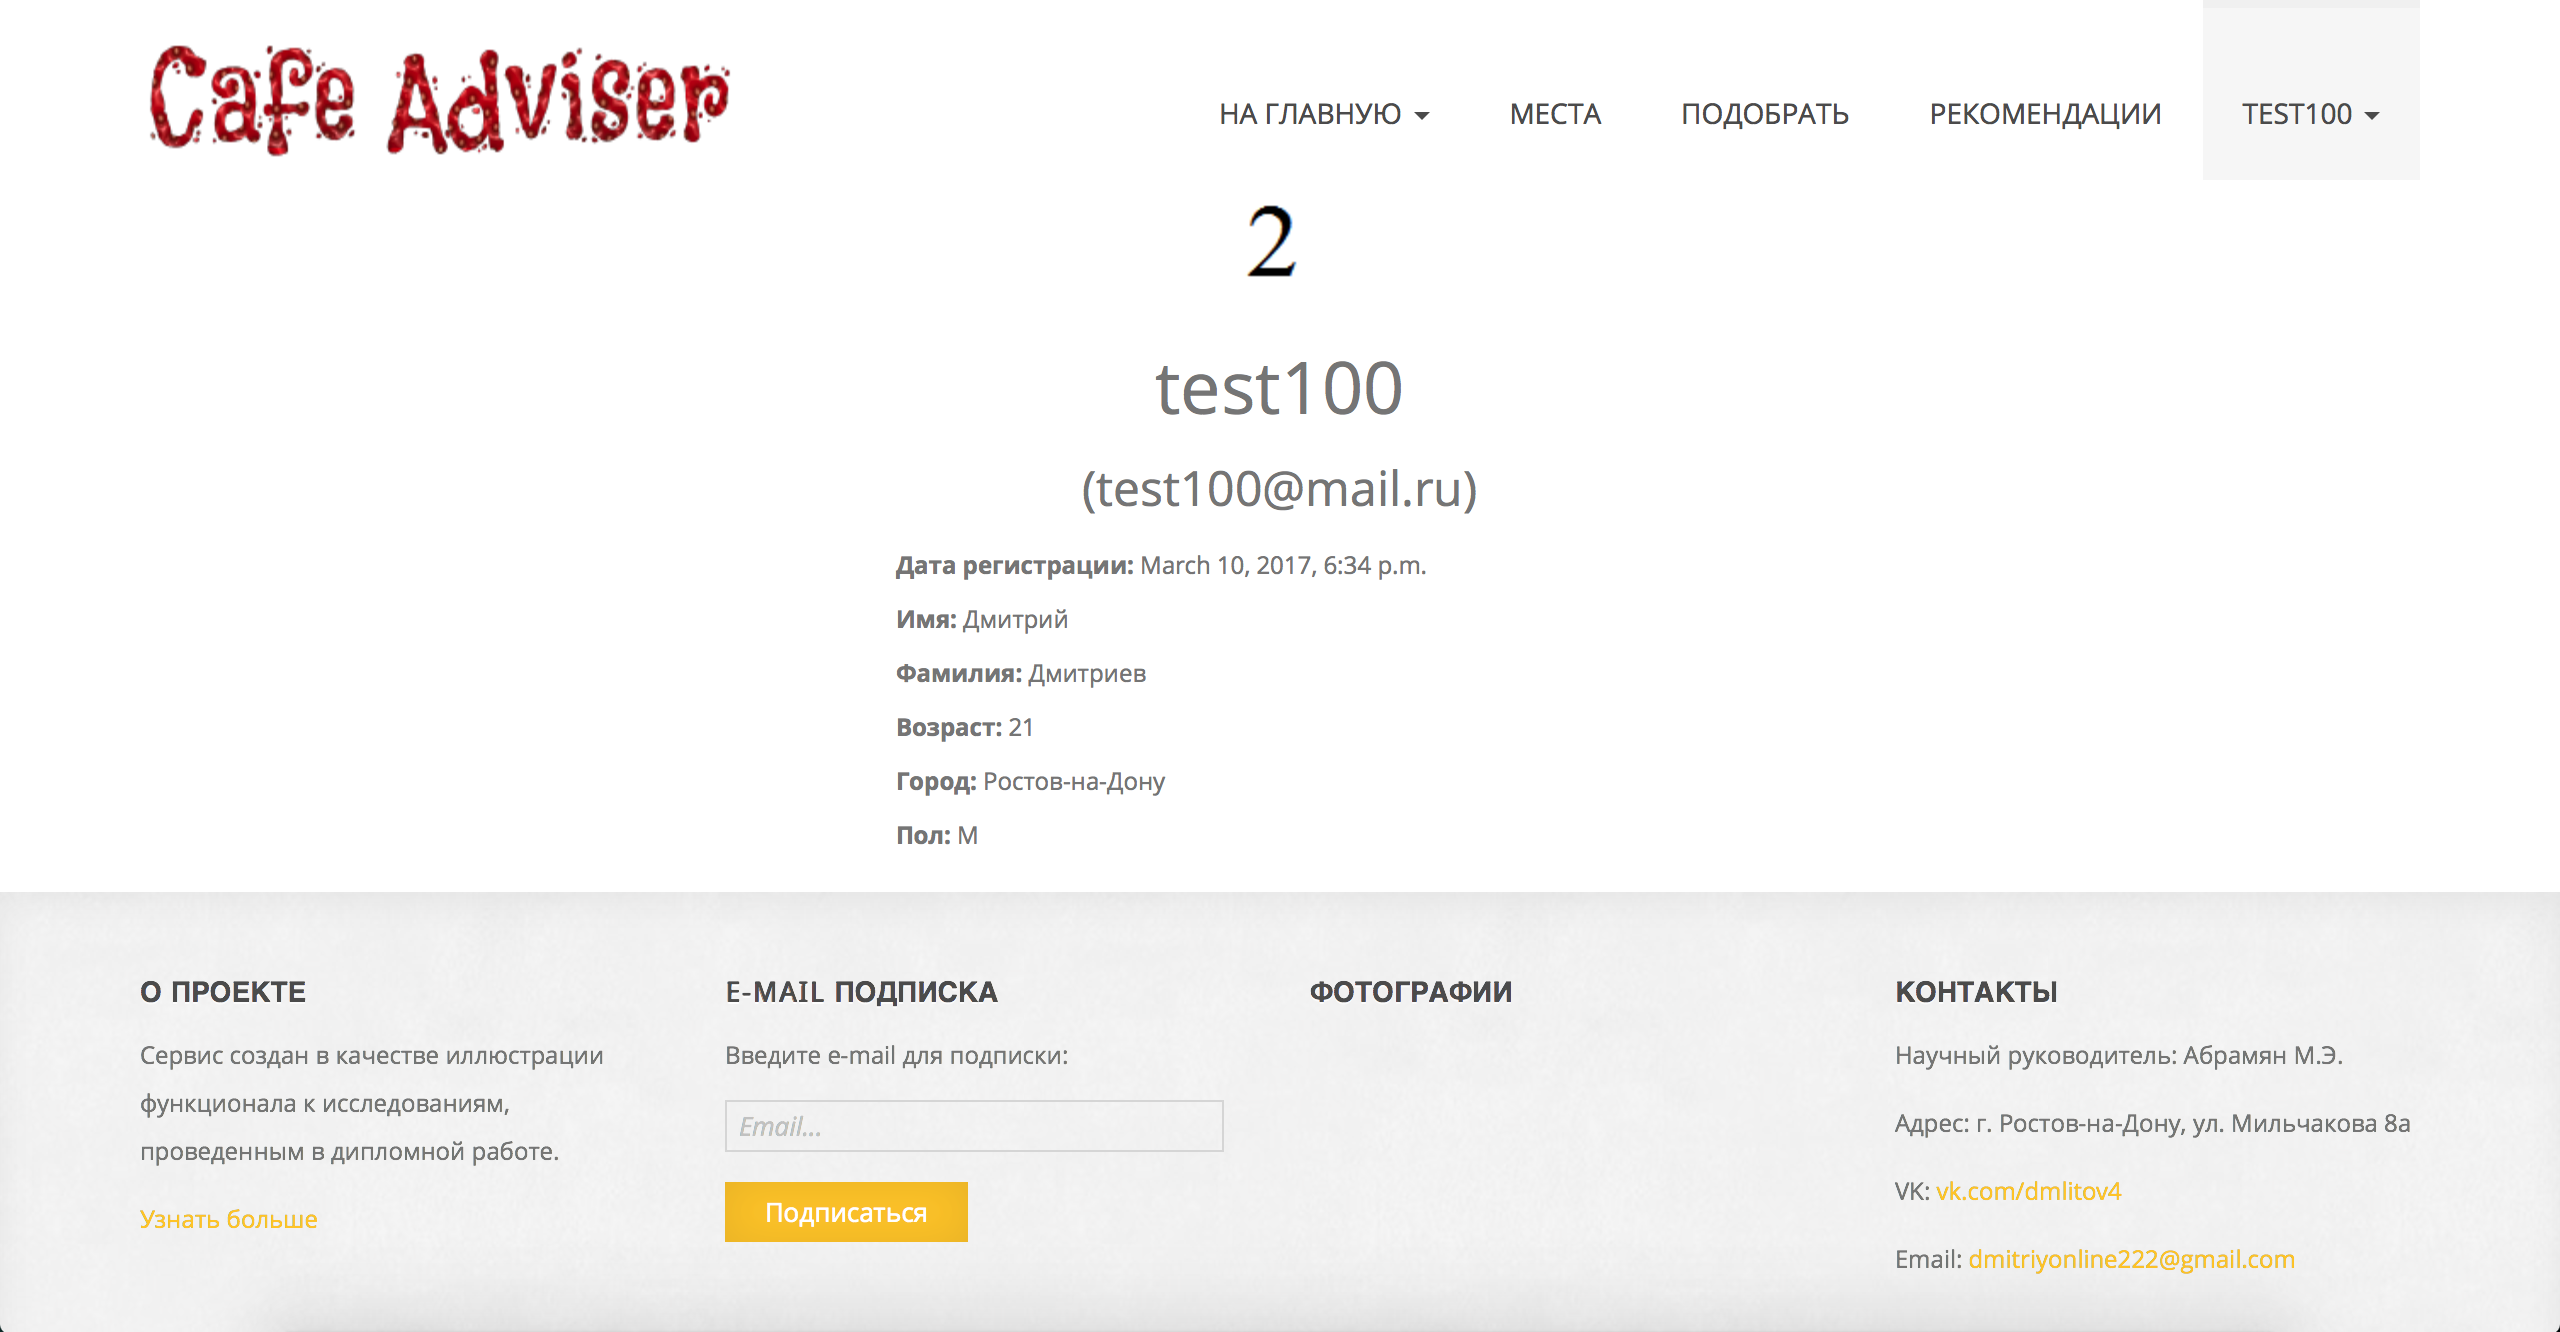 Cafe Adviser
НА ГЛАВНУЮ
МЕСТА
ПОДОБРАТЬ
РЕКОМЕНДАЦИИ
TEST100
2
test100
(test100@mail.ru)
Дата регистрации: March 10, 2017, 6:34 p.m.
Имя: Дмитрий
Фамилия: Дмитриев
Возраст: 21
Город: Ростов-на-Дону
Пол: М
О ПРОЕКТЕ
Сервис создан в качестве иллюстрации
функционала к исследованиям,
проведенным в дипломной работе.
Узнать больше
E-MAIL ПОДПИСКА
Введите e-mail для подписки:
Email...
Подписаться
ФОТОГРАФИИ
КОНТАКТЫ
Научный руководитель: Абрамян М.Э.
Адрес: г. Ростов-на-Дону, ул. Мильчакова 8а
VK: vk.com/dmlitov4
Email: dmitriyonline222@gmail.com